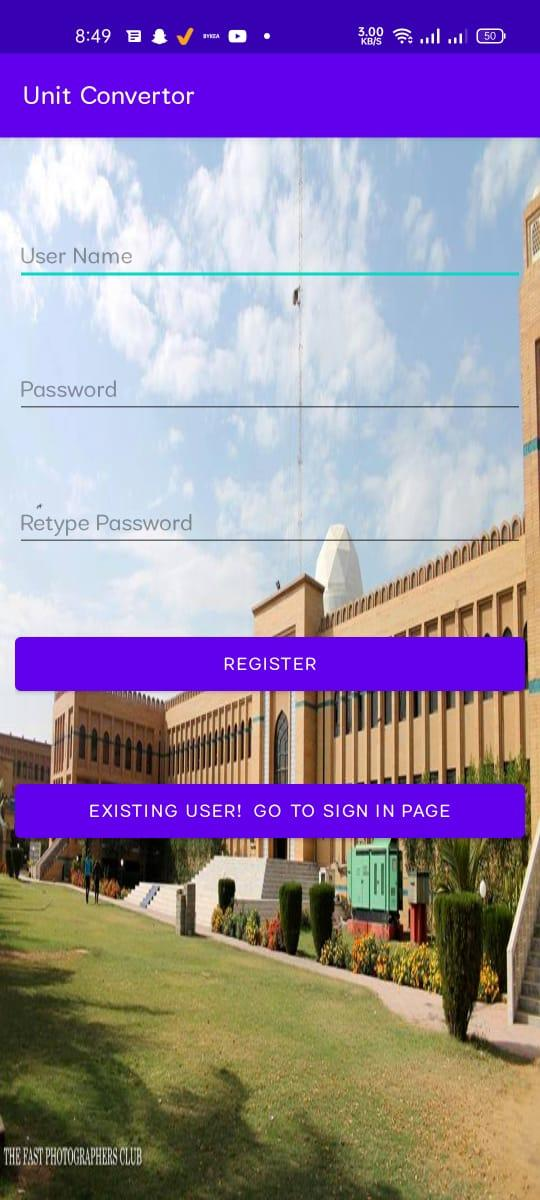 8:49
BYKEA
3.00
KB/S
50
Unit Convertor
User Name
Password
Retype Password
REGISTER
EXISTING USER! GO TO SIGN IN PAGE
THE FAST PHOTOGRAPHERS CLUB